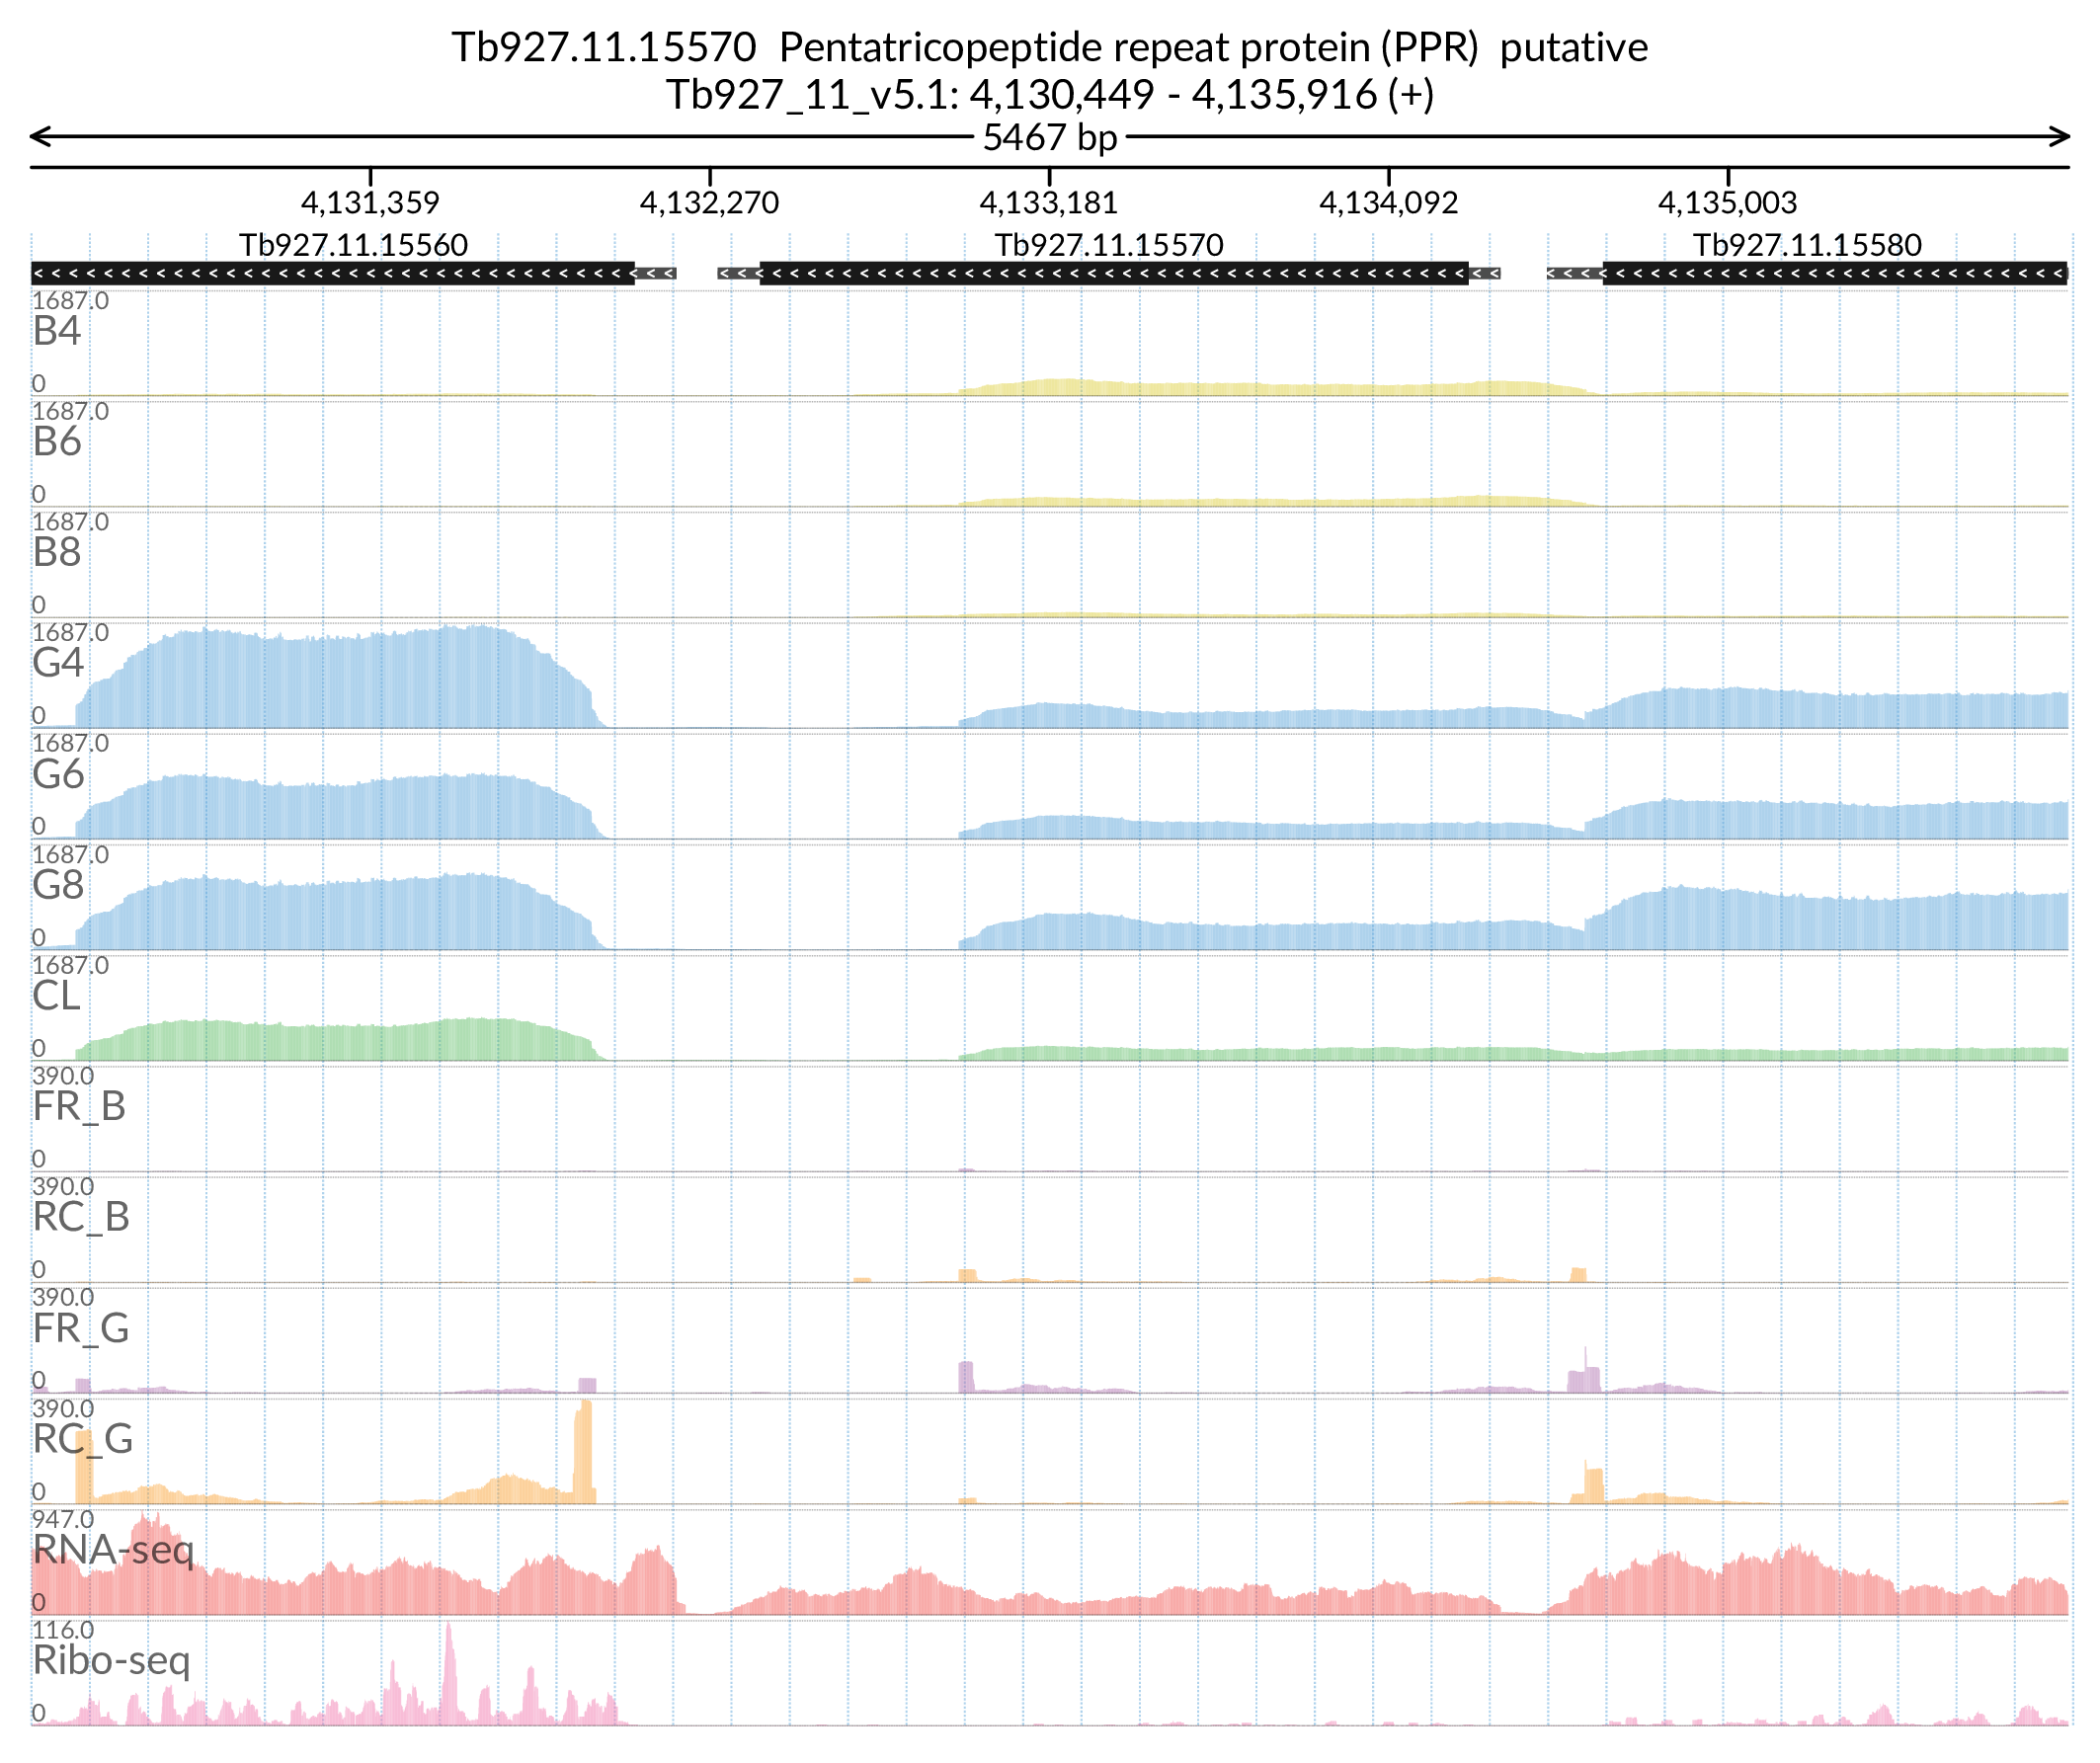 Tb927.11.15570 Pentatricopeptide repeat protein (PPR) putative
Tb927_11_v5.1: 4,130,449 - 4,135,916 (+)
5467 bp
4,131,359 4,132,270 4,133,181 4,134,092 4,135,003
Tb927.11.15560 Tb927.11.15570 Tb927.11.15580
1687.0
B4
0
1687.0
B6
0
1687.0
B8
0
1687.0
G4
0
1687.0
G6
0
1687.0
G8
0
1687.0
CL
0
390.0
FR_B
0
390.0
RC_B
0
390.0
FR_G
0
390.0
RC_G
0
947.0
RNA-seq
0
116.0
Ribo-seq
0